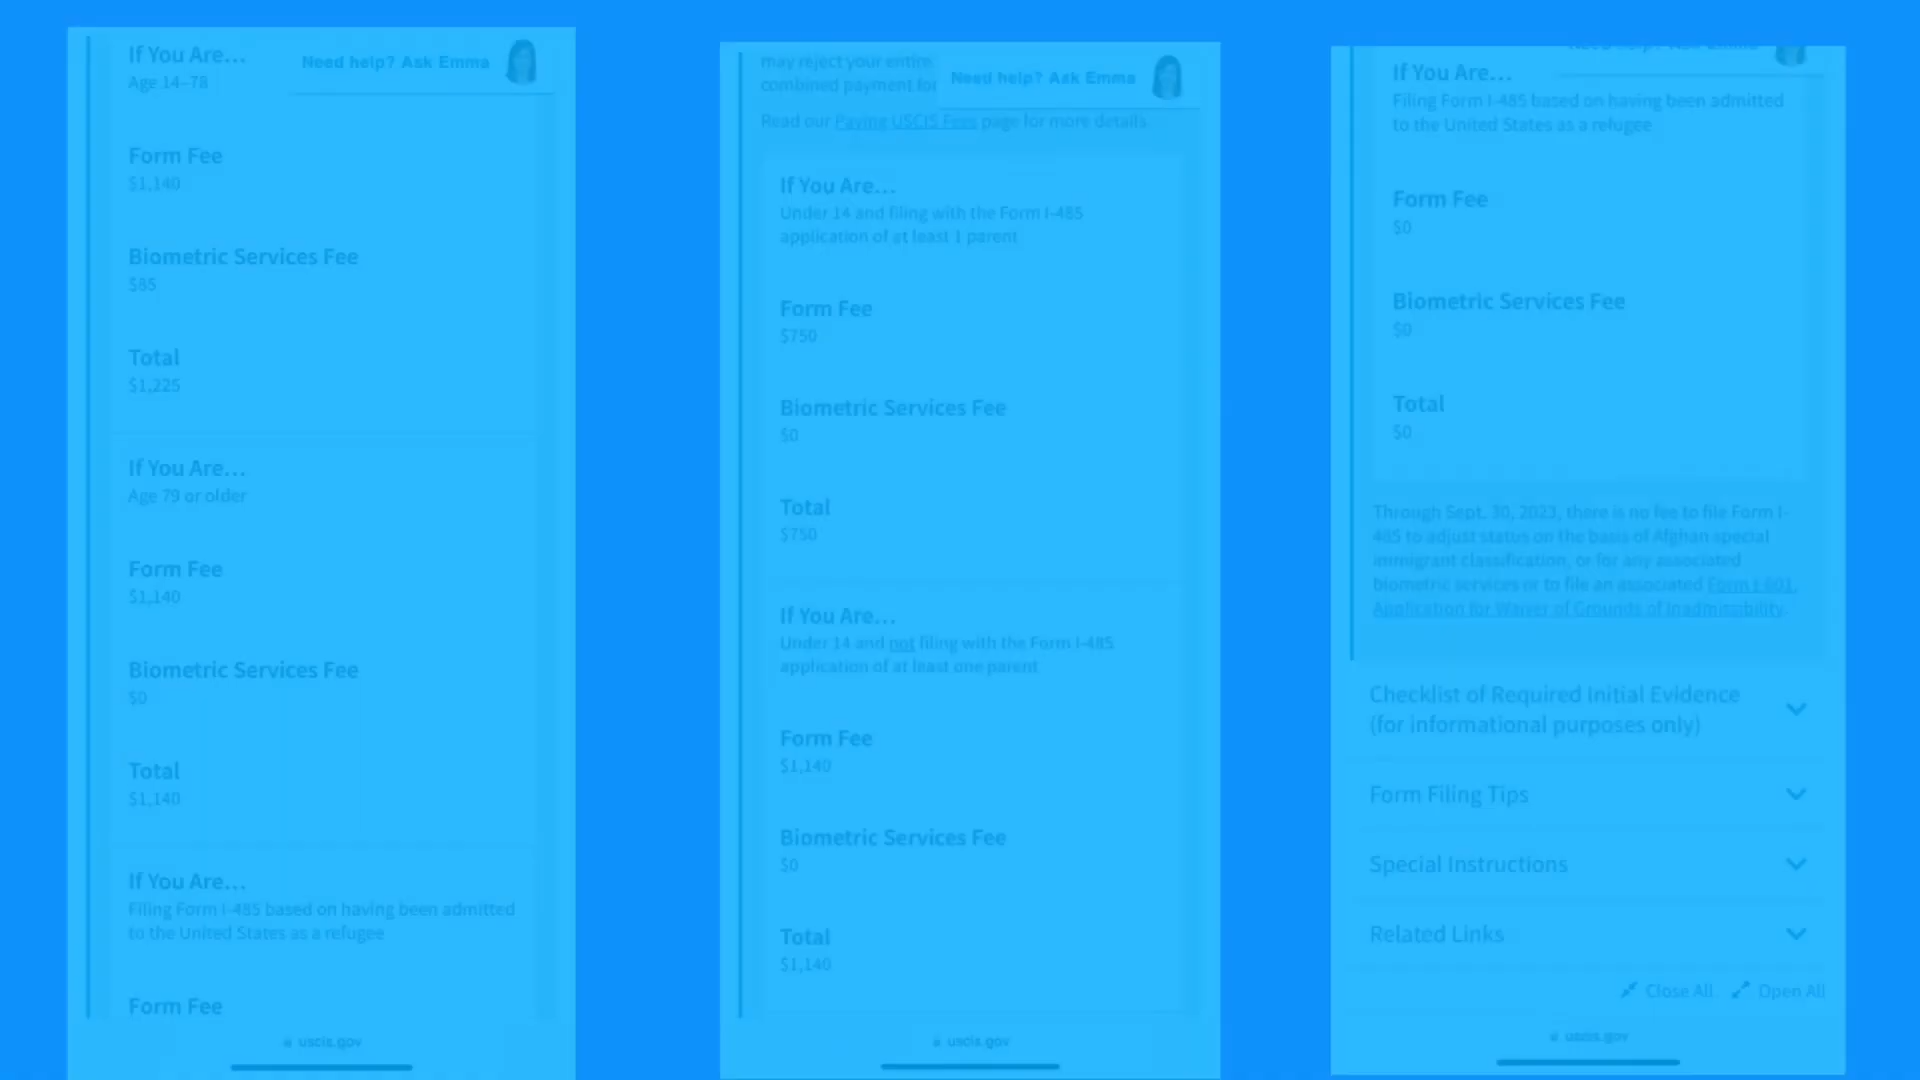 If You Are...
Need help? Ask Emma
Age 14–78
Form Fee
$1,140
Biometric Services Fee
$85
Total
$1,225
If You Are...
Age 79 or older
Form Fee
$1,140
Biometric Services Fee
$0
Total
$1,140
If You Are...
Filing Form I-485 based on having been admitted
to the United States as a refugee
Form Fee
uscis.gov
may reject your entire
Need help? Ask Emma
combined payment for
Read our Paying USCIS Fees page for more details.
If You Are...
Under 14 and filing with the Form I-485
application of at least 1 parent
Form Fee
$750
Biometric Services Fee
$0
Total
$750
If You Are...
Under 14 and not filing with the Form I-485
application of at least one parent
Form Fee
$1,140
Biometric Services Fee
$0
Total
$1,140
uscis.gov
Need help? Ask Emma
If You Are...
Filing Form I-485 based on having been admitted
to the United States as a refugee
Form Fee
$0
Biometric Services Fee
$0
Total
$0
Through Sept. 30, 2023, there is no fee to file Form I-
485 to adjust status on the basis of Afghan special
immigrant classification, or for any associated
biometric services or to file an associated Form I-601,
Application for Waiver of Grounds of Inadmissibility.
Checklist of Required Initial Evidence
(for informational purposes only)
Form Filing Tips
Special Instructions
Related Links
Close All
Open All
uscis.gov